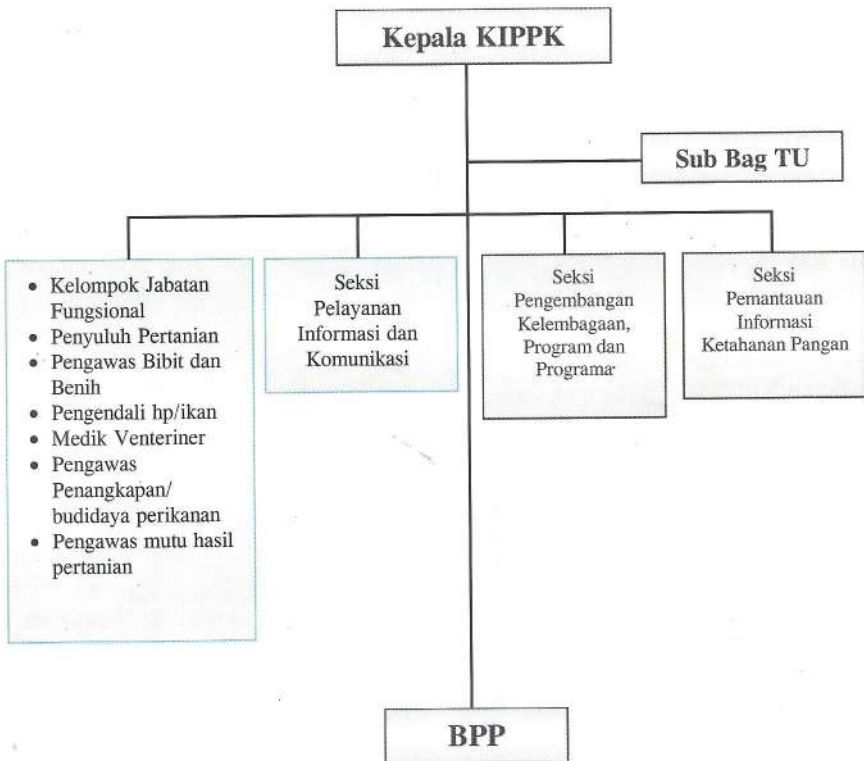 Kepala KIPPK
Sub Bag TU
• Kelompok Jabatan
Fungsional
• Penyuluh Pertanian
• Pengawas Bibit dan
Benih
• Pengendali hp/ikan
• Medik Venteriner
• Pengawas
Penangkapan/
budidaya perikanan
• Pengawas mutu hasil
pertanian
Seksi
Pelayanan
Informasi dan
Komunikasi
Seksi
Pengembangan
Kelembagaan,
Program dan
Programa
Seksi
Pemantauan
Informasi
Ketahanan Pangan
BPP